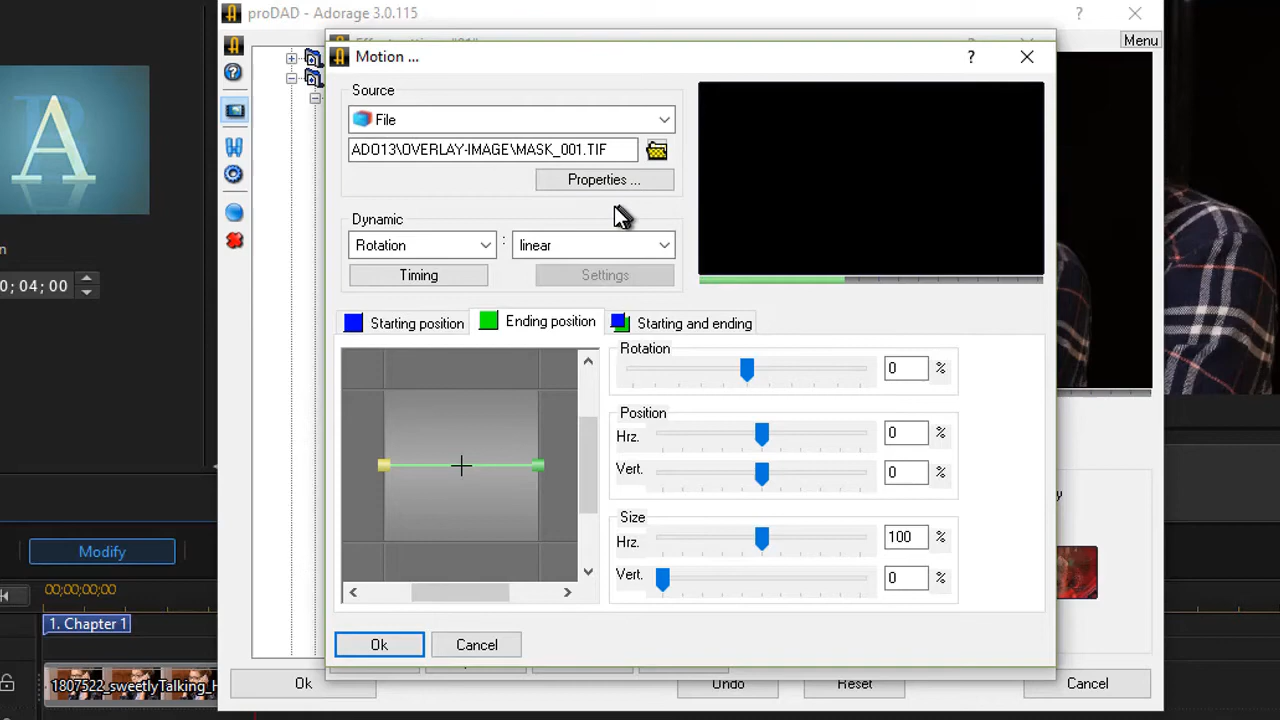 proDAD - Adorage 3.0.115
?
Menu
Motion ...
?
Source
File
ADO13\OVERLAY-IMAGE\MASK_001.TIF
Properties ...
Dynamic
Rotation
:
linear
Timing
Settings
Starting position
Ending position
Starting and ending
Rotation
0 %
Position
Hrz.
0 %
Vert.
0 %
Size
Hrz.
100 %
Vert.
0 %
Ok
Cancel
Ok
Undo
Reset
Cancel
A
n
0; 04; 00
Modify
00;00;00;00
1. Chapter 1
1807522_sweetlyTalking_H
y